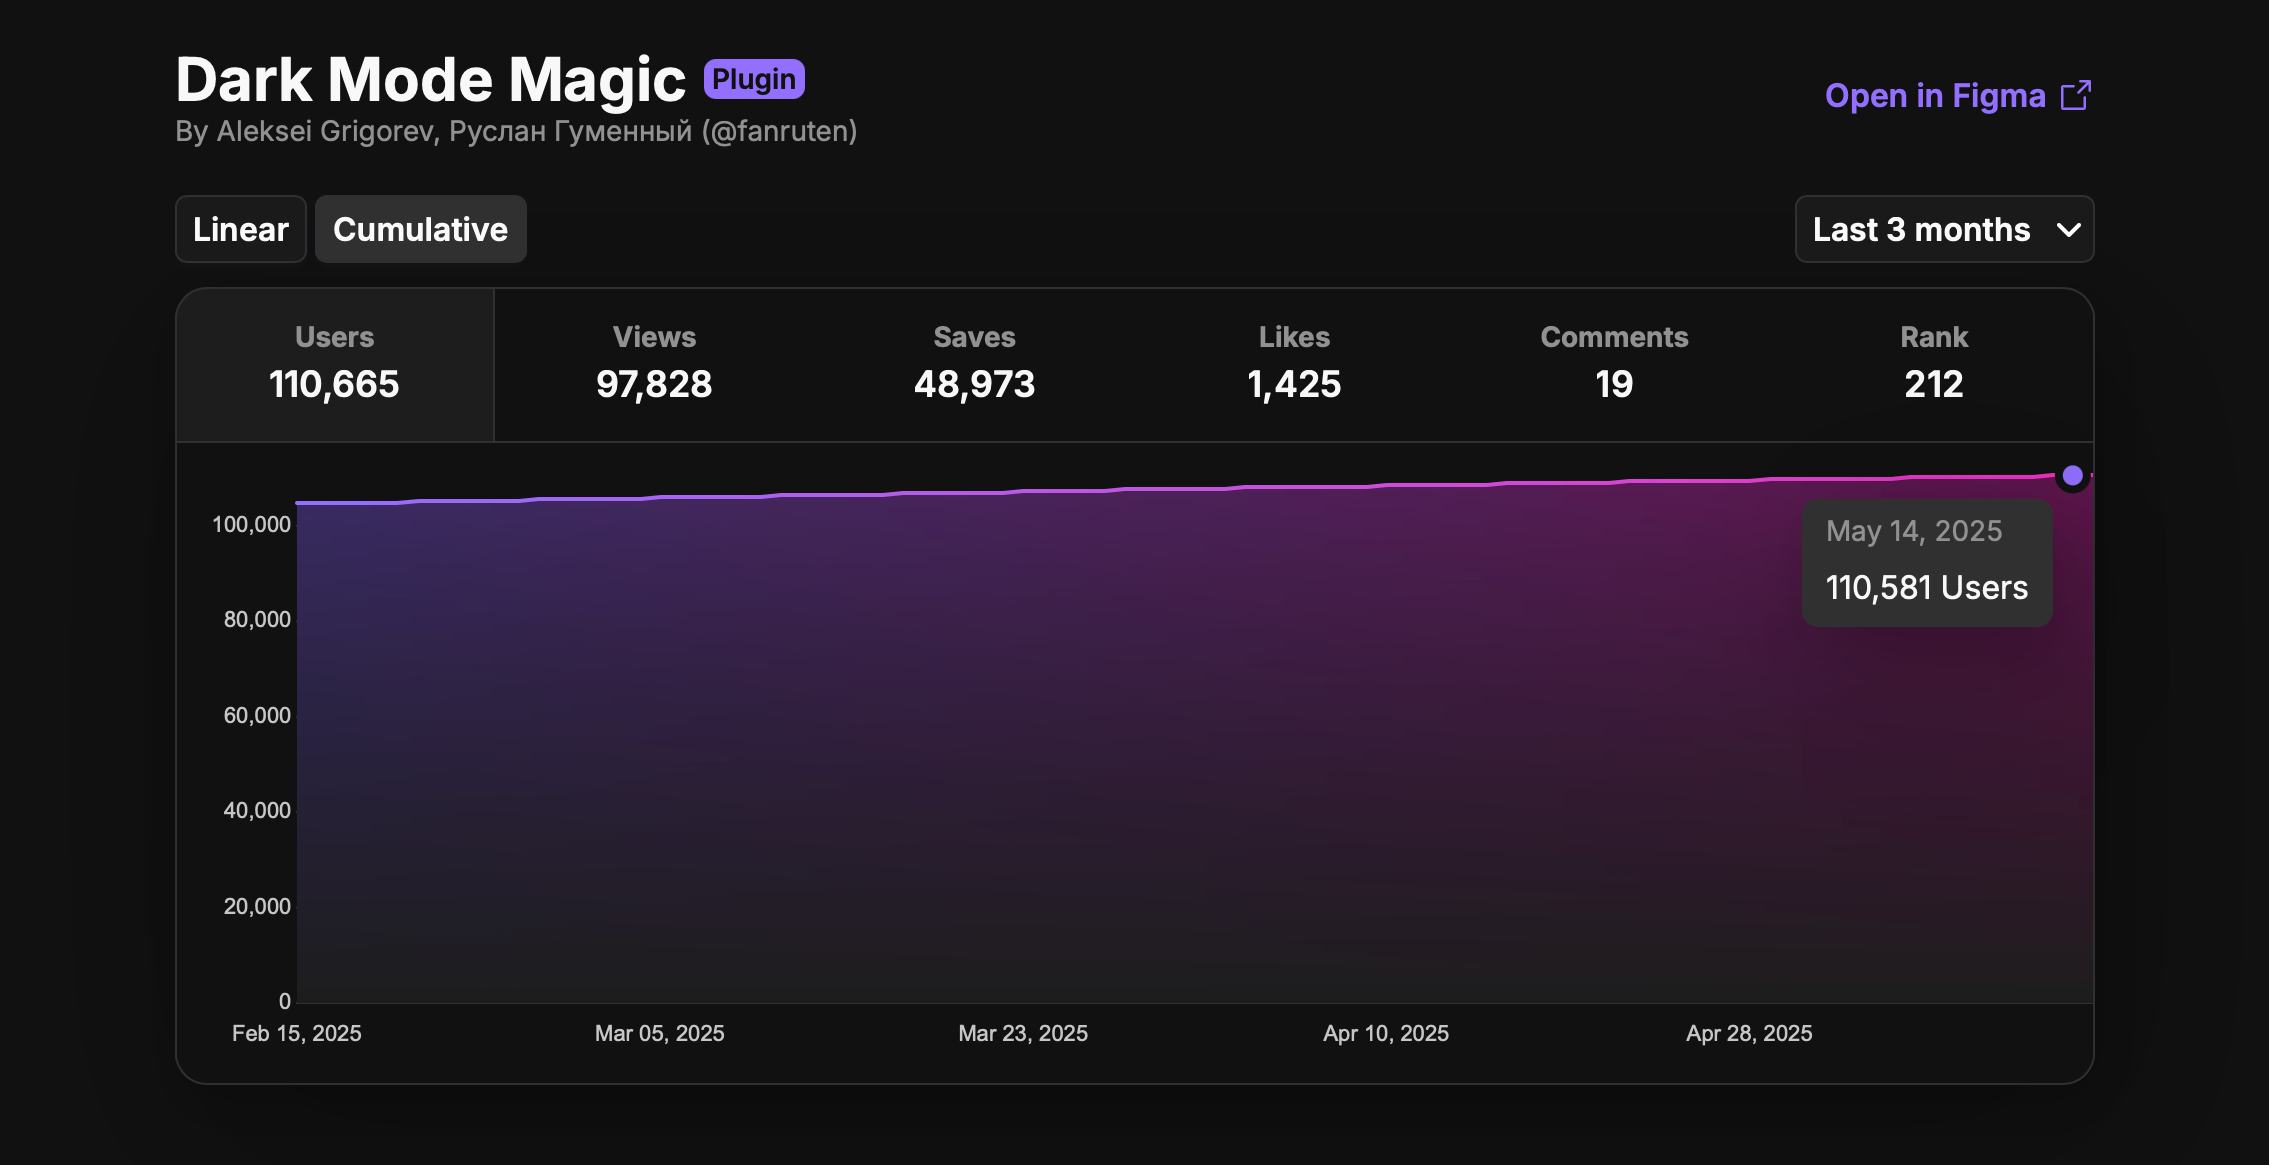 Dark Mode Magic Plugin
By Aleksei Grigorev, Руслан Гуменный (@fanruten)
Open in Figma
Linear
Cumulative
Last 3 months
Users
110,665
Views
97,828
Saves
48,973
Likes
1,425
Comments
19
Rank
212
100,000
80,000
60,000
40,000
20,000
0
May 14, 2025
110,581 Users
Feb 15, 2025
Mar 05, 2025
Mar 23, 2025
Apr 10, 2025
Apr 28, 2025